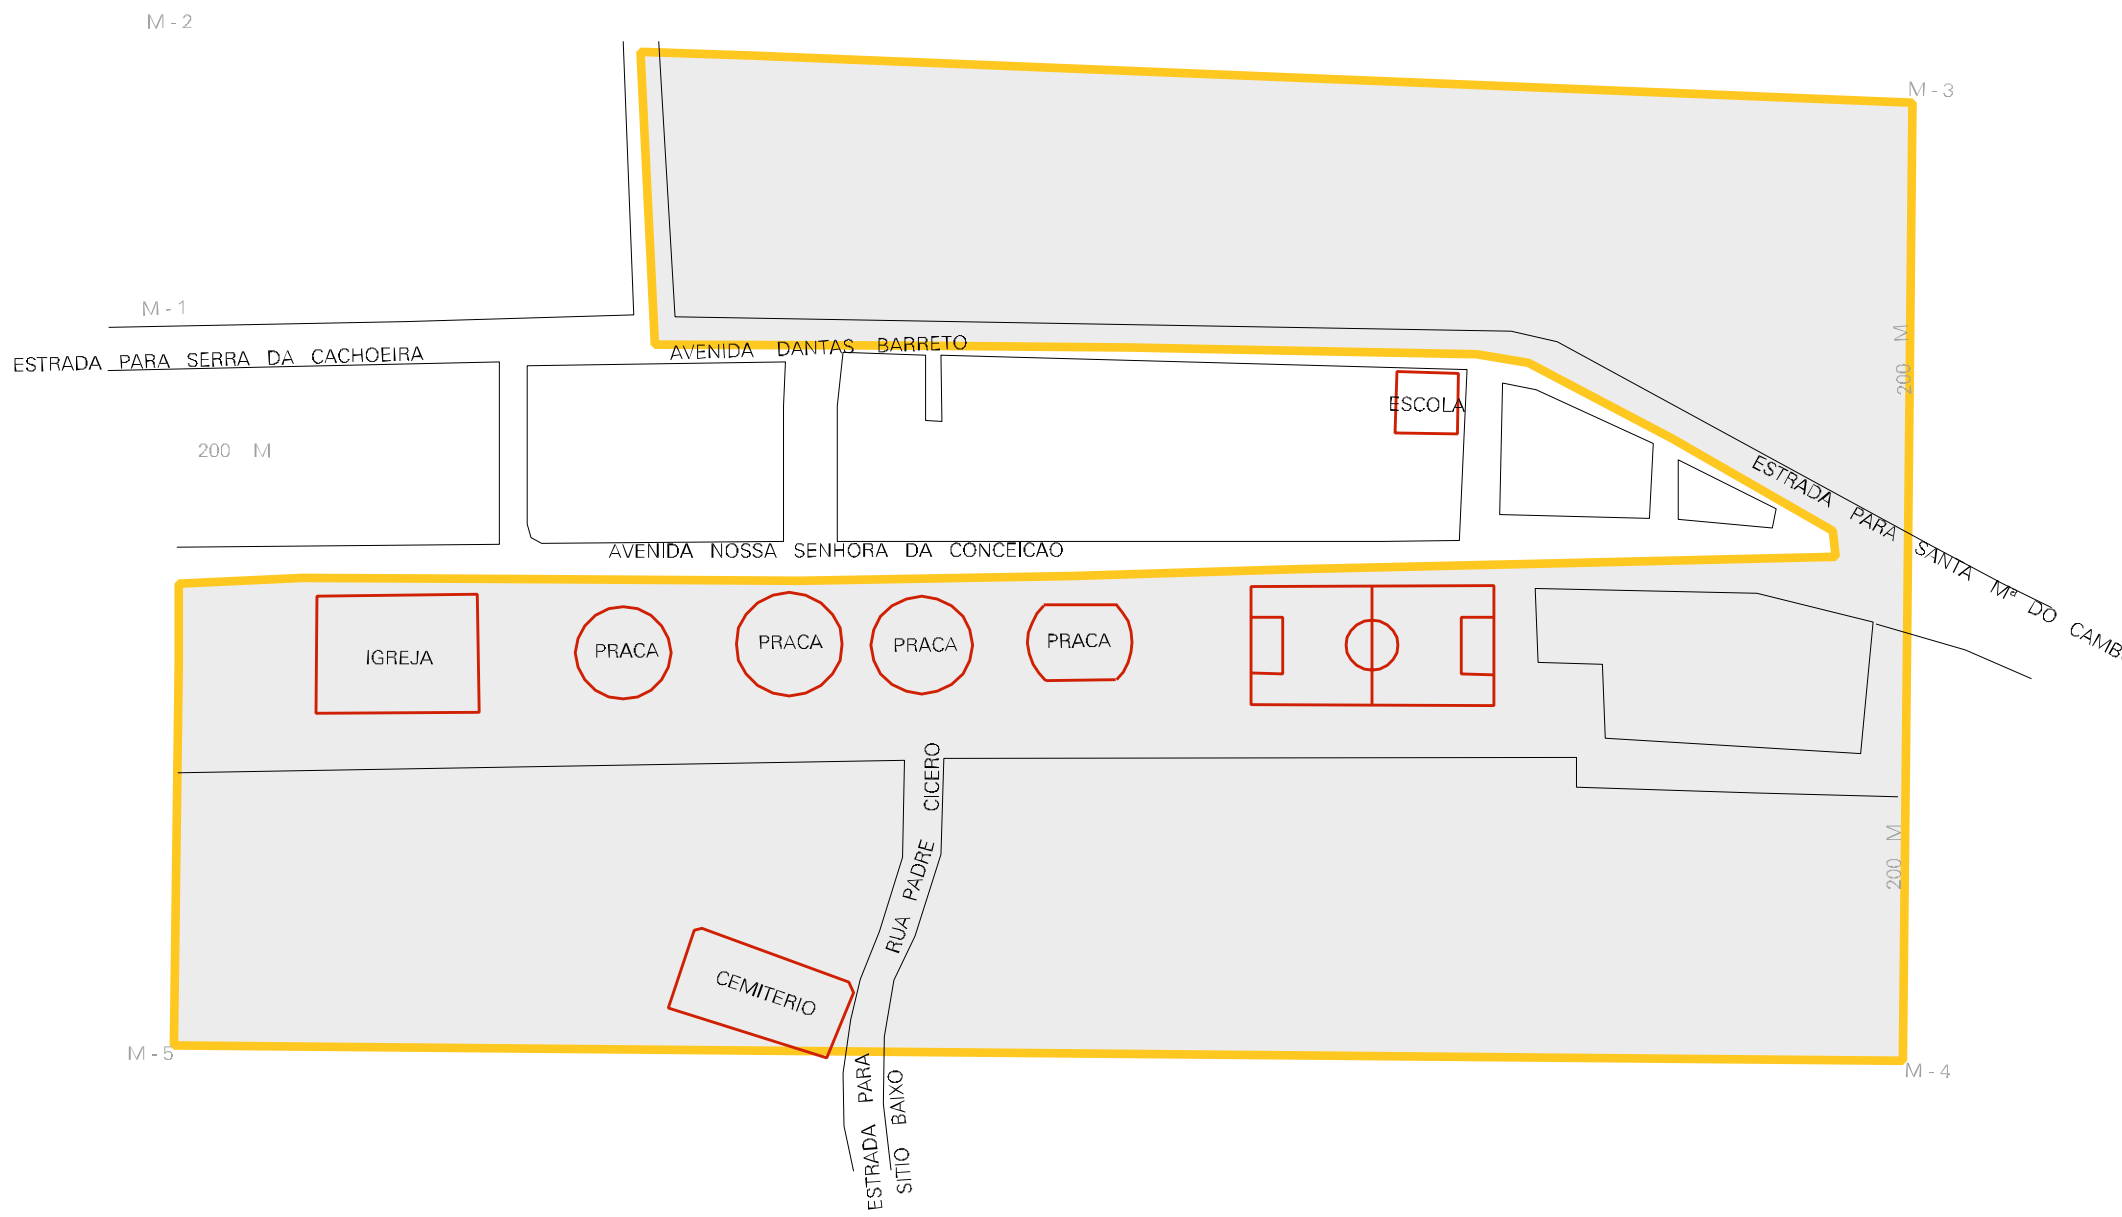 M - 2
M - 3
M - 1
200 M
ESTRADA PARA SERRA DA CACHOEIRA
AVENIDA DANTAS BARRETO
ESCOLA
200 M
ESTRADA PARA SANTA Mª DO
AVENIDA NOSSA SENHORA DA CONCEICAO
IGREJA
PRACA
PRACA
PRACA
PRACA
RUA PADRE CICERO
200 M
CEMITERIO
M - 5
M - 4
ESTRADA PARA
SITIO BAIXO